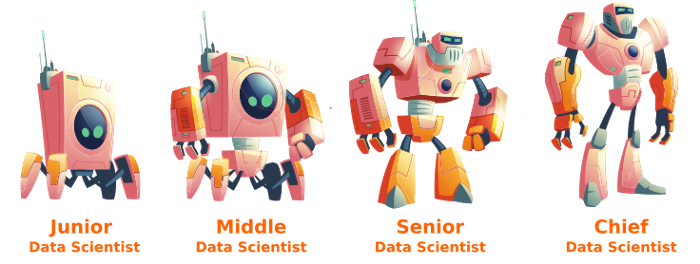 Junior
Data Scientist
Middle
Data Scientist
Senior
Data Scientist
Chief
Data Scientist